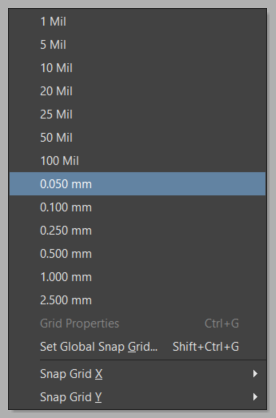 1 Mil
5 Mil
10 Mil
20 Mil
25 Mil
50 Mil
100 Mil
0.050 mm
0.100 mm
0.250 mm
0.500 mm
1.000 mm
2.500 mm
Grid Properties Ctrl+G
Set Global Snap Grid... Shift+Ctrl+G
Snap Grid X
Snap Grid Y